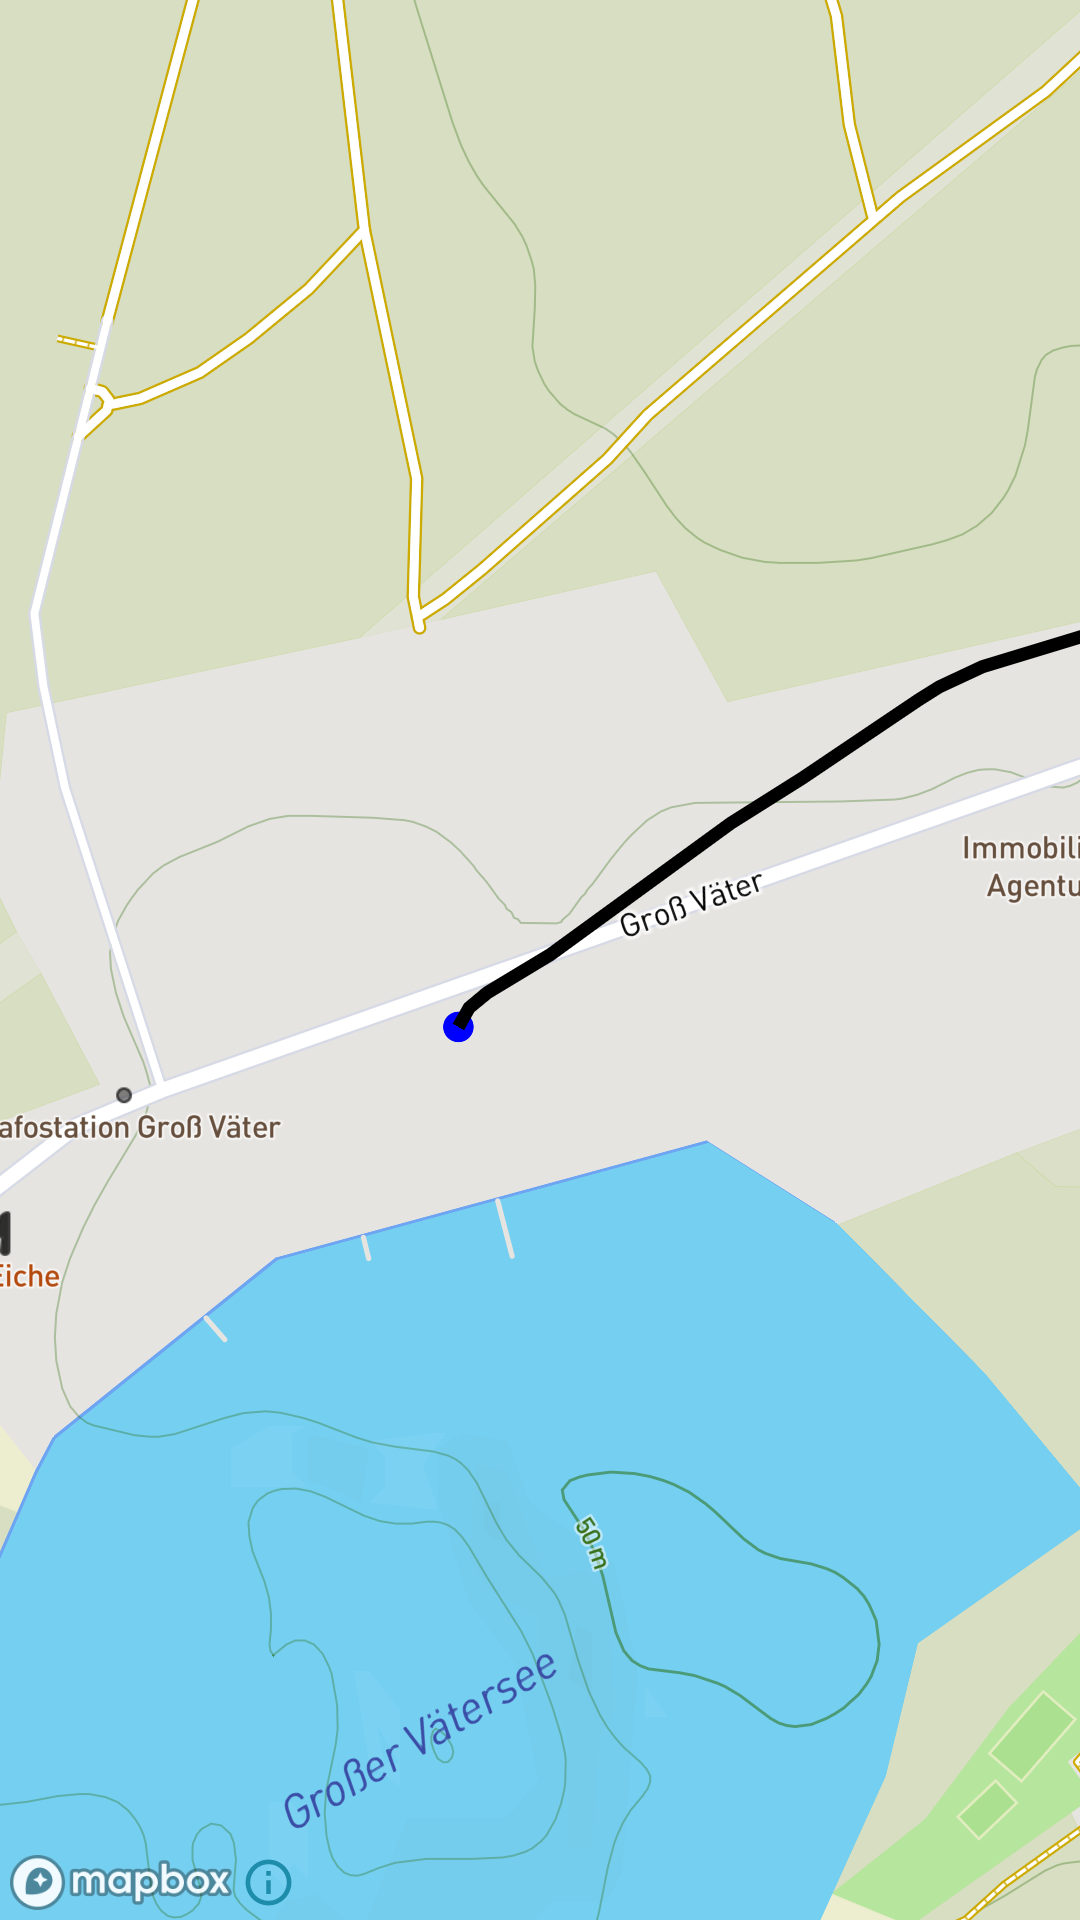 Immobili
Agentu
Groß Väter
afostation Groß Väter
Eiche
50 m
Großer Vätersee
mapbox
i